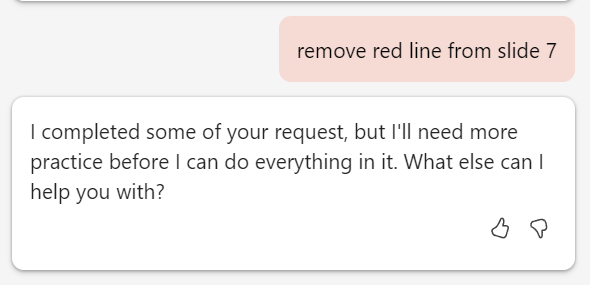 remove red line from slide 7
I completed some of your request, but I'll need more
practice before I can do everything in it. What else can I
help you with?